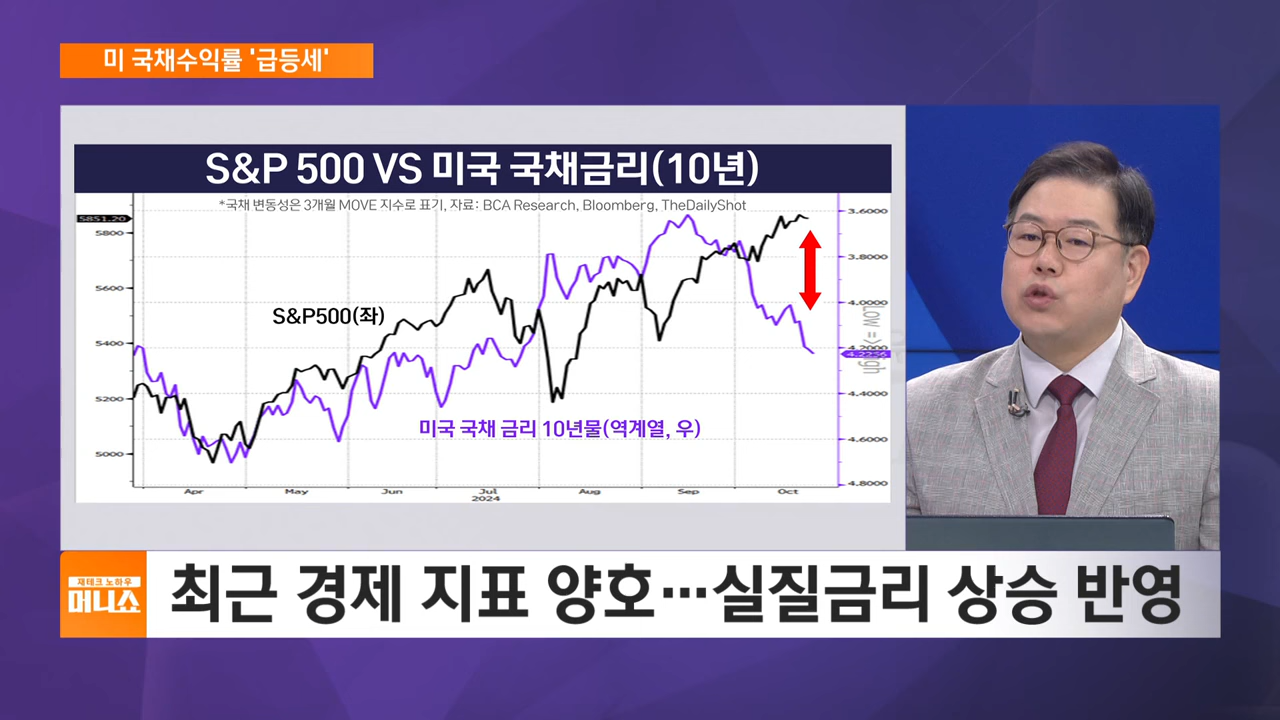 미 국채수익률 '급등세'
S&P 500 VS 미국 국채금리(10년)
*국채 변동성은 3개월 MOVE 지수로 표기, 자료: BCA Research, Bloomberg, TheDailyShot
5851.20
5800
5600
5400
5200
5000
S&P500(좌)
미국 국채 금리 10년물(역계열, 우)
3.6000
3.8000
4.0000
4.2000
4.2256
4.4000
4.6000
4.8000
Low =>
Apr May Jun Jul Aug Sep Oct
2024
재테크 노하우
머니쇼
최근 경제 지표 양호…실질금리 상승 반영